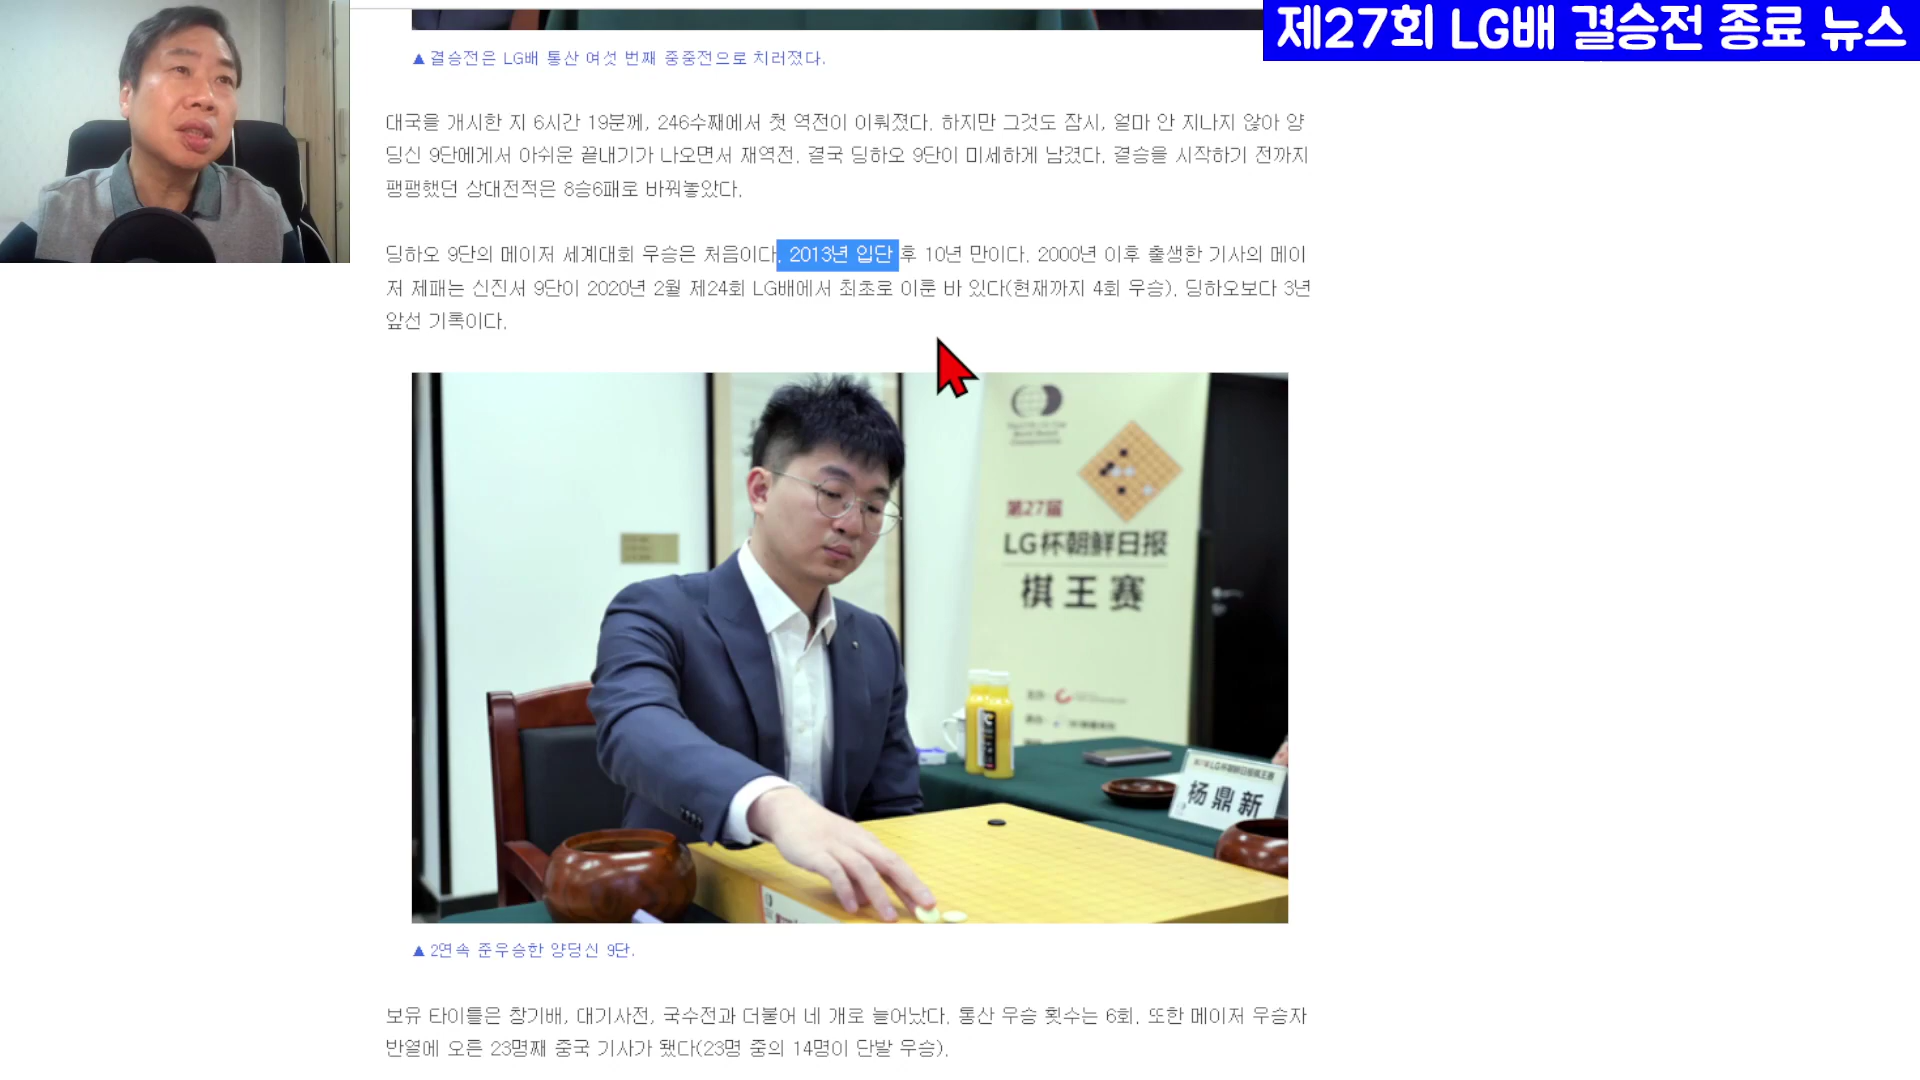 제27회 LG배 결승전 종료 뉴스
▲ 결승전은 LG배 통산 여섯 번째 중중전으로 치러졌다.
대국을 개시한 지 6시간 19분께, 246수째에서 첫 역전이 이뤄졌다. 하지만 그것도 잠시, 얼마 안 지나지 않아 양
딩신 9단에게서 아쉬운 끝내기가 나오면서 재역전. 결국 딩하오 9단이 미세하게 남겼다. 결승을 시작하기 전까지
팽팽했던 상대전적은 8승6패로 바꿔놓았다.
딩하오 9단의 메이저 세계대회 우승은 처음이다. 2013년 입단 후 10년 만이다. 2000년 이후 출생한 기사의 메이
저 제패는 신진서 9단이 2020년 2월 제24회 LG배에서 최초로 이룬 바 있다(현재까지 4회 우승). 딩하오보다 3년
앞선 기록이다.
第27届
LG杯朝鲜日报
棋王赛
杨鼎新
▲ 2연속 준우승한 양딩신 9단.
보유 타이틀은 창기배, 대기사전, 국수전과 더불어 네 개로 늘어났다. 통산 우승 횟수는 6회. 또한 메이저 우승자
반열에 오른 23명째 중국 기사가 됐다(23명 중의 14명이 단발 우승).